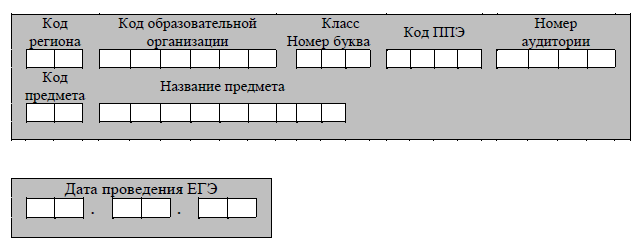 Код региона
Код образовательной организации
Класс
Номер буква
Код ППЭ
Номер аудитории
Код предмета
Название предмета
Дата проведения ЕГЭ
. .